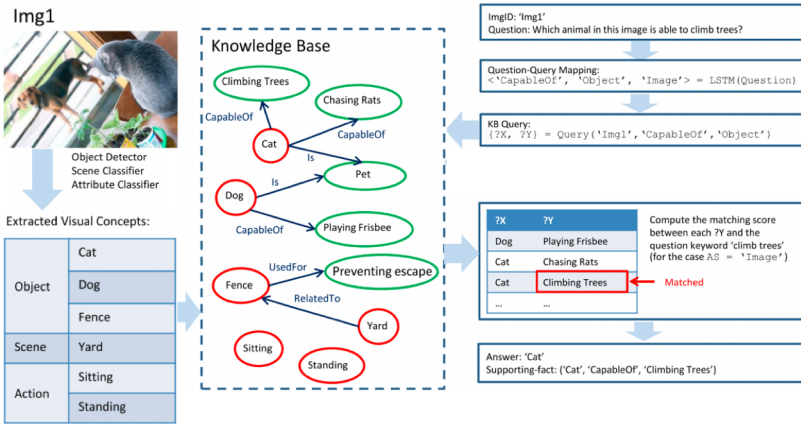 Img1
Object Detector
Scene Classifier
Attribute Classifier
Extracted Visual Concepts:
Object
Cat
Dog
Fence
Scene
Yard
Action
Sitting
Standing
Knowledge Base
Climbing Trees
Chasing Rats
CapableOf
CapableOf
Cat
Is
Pet
Is
Dog
CapableOf
Playing Frisbee
UsedFor
Preventing escape
Fence
RelatedTo
Yard
Sitting
Standing
ImgID: 'Img1'
Question: Which animal in this image is able to climb trees?
Question-Query Mapping:
<'CapableOf', 'Object', 'Image'> = LSTM(Question)
KB Query:
{?X, ?Y} = Query('Img1','CapableOf','Object')
?X ?Y
Dog Playing Frisbee
Cat Chasing Rats
Cat Climbing Trees
... ...
Compute the matching score
between each ?Y and the
question keyword 'climb trees'
(for the case AS = 'Image')
Matched
Answer: 'Cat'
Supporting-fact: ('Cat', 'CapableOf', 'Climbing Trees')